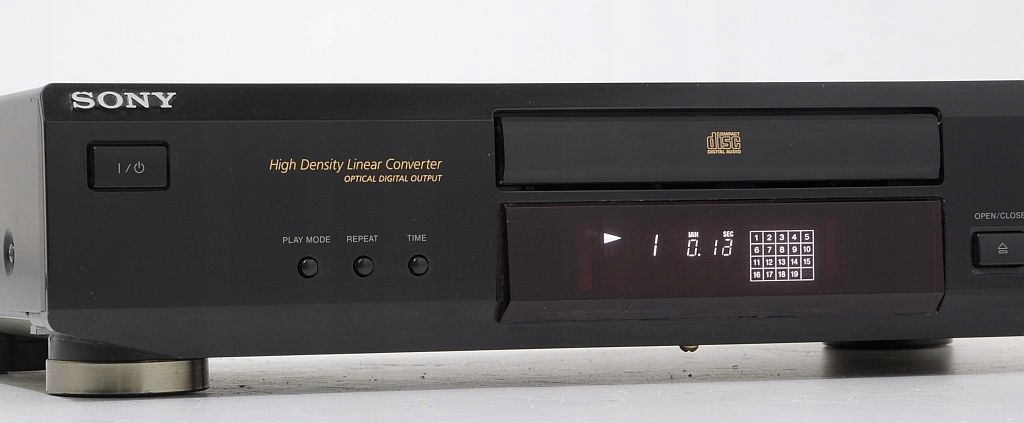 SONY
I/⏻
High Density Linear Converter
OPTICAL DIGITAL OUTPUT
PLAY MODE REPEAT TIME
COMPACT
disc
DIGITAL AUDIO
MIN SEC
▶ 1 0.13
1 2 3 4 5
6 7 8 9 10
11 12 13 14 15
16 17 18 19
OPEN/CLOSE
⏏